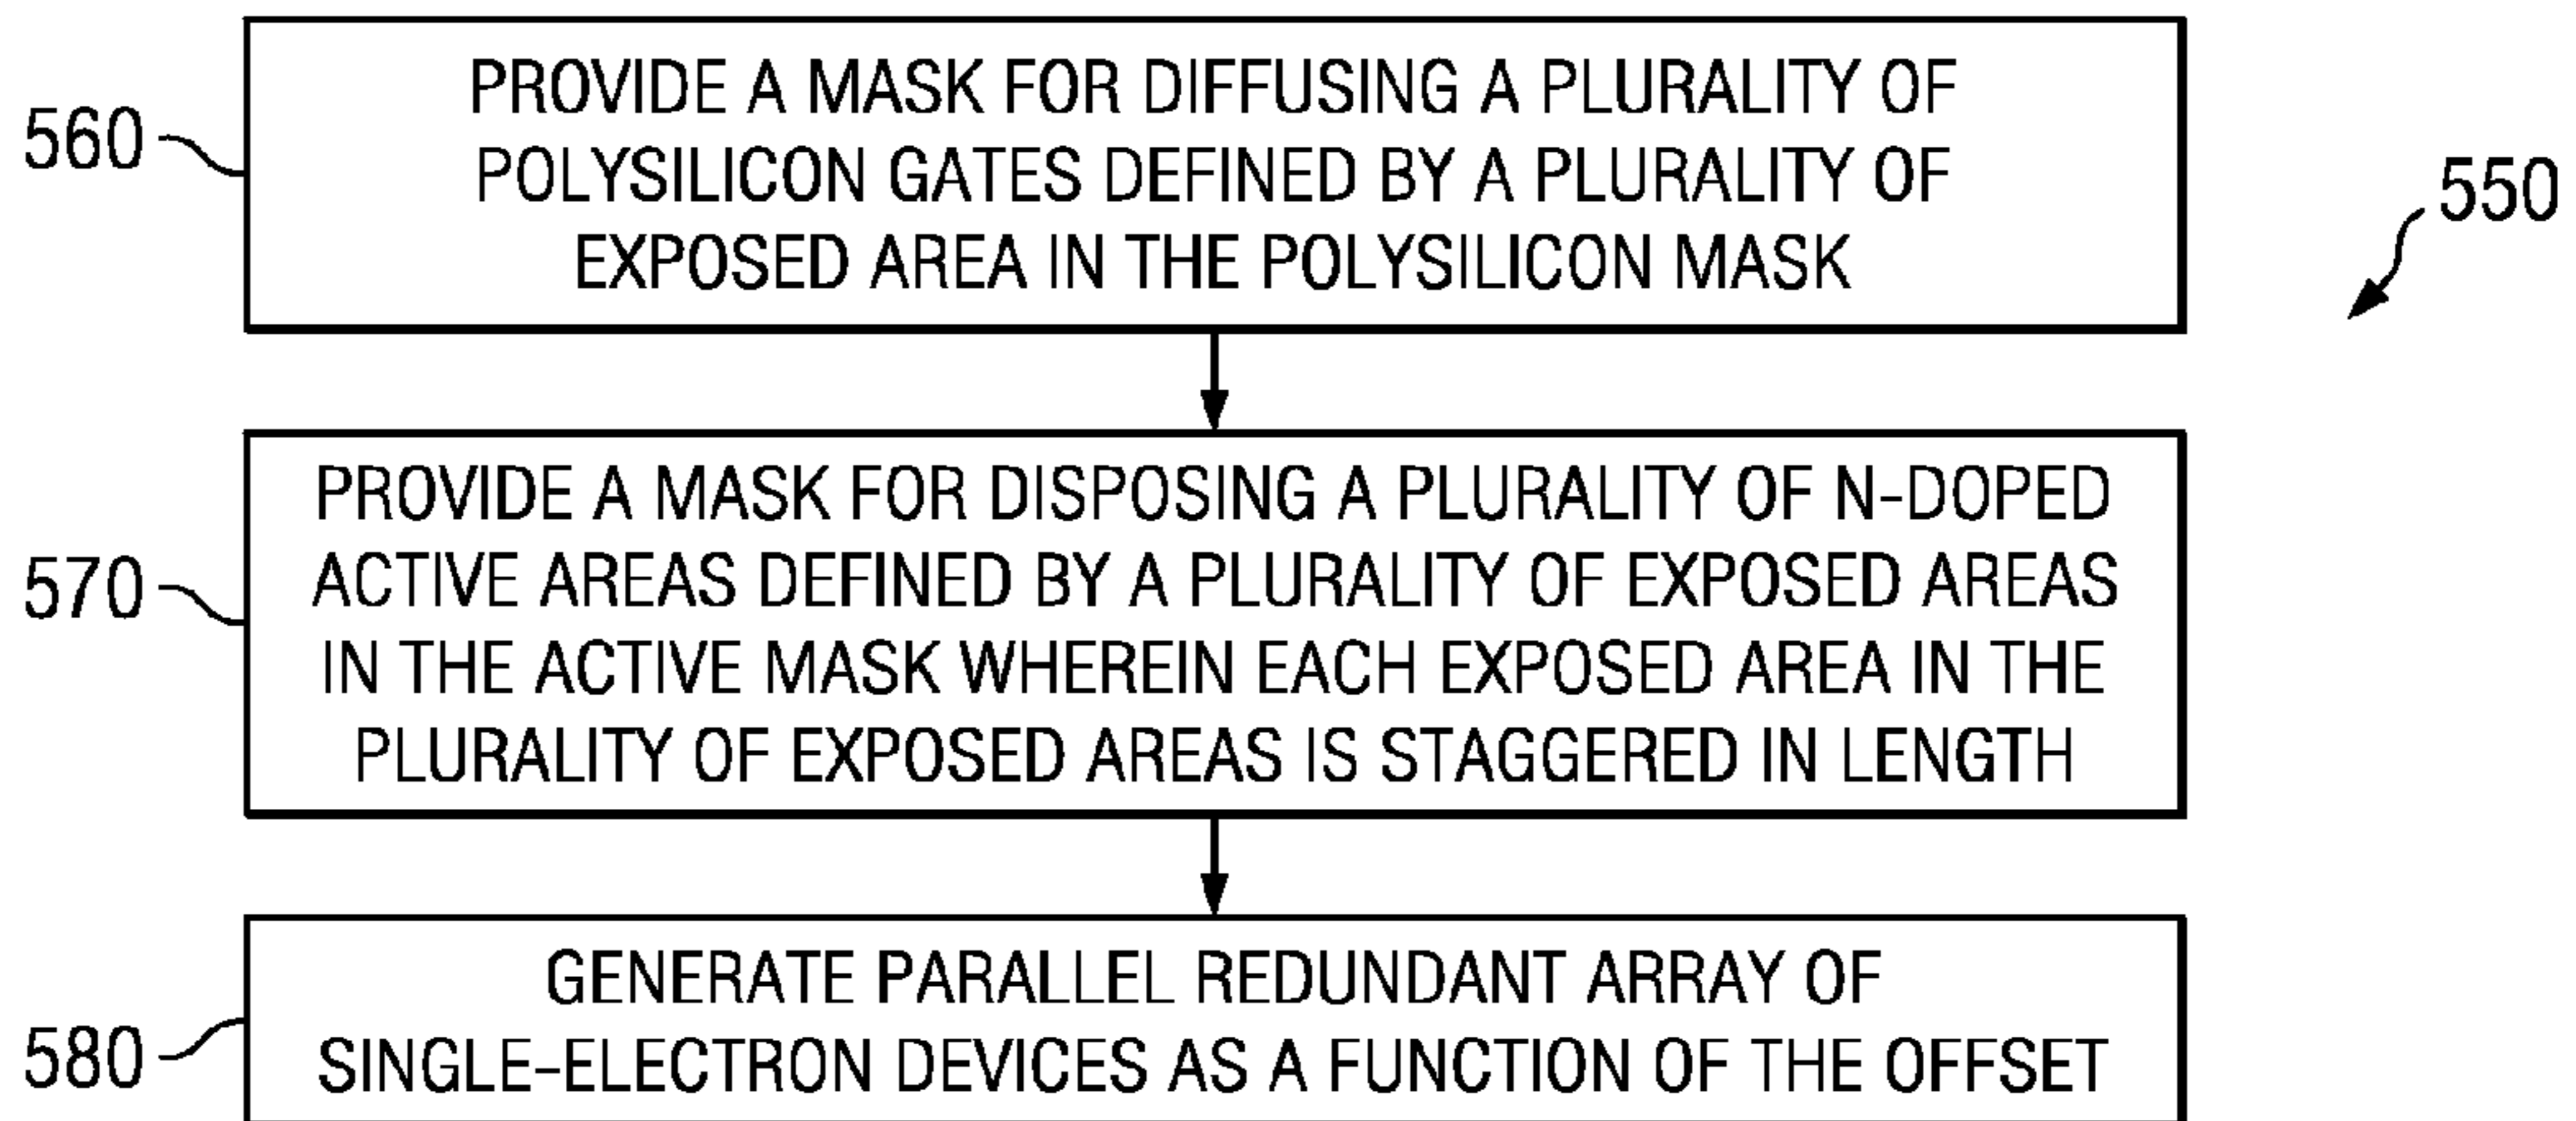 560
PROVIDE A MASK FOR DIFFUSING A PLURALITY OF
POLYSILICON GATES DEFINED BY A PLURALITY OF
EXPOSED AREA IN THE POLYSILICON MASK
550
570
PROVIDE A MASK FOR DISPOSING A PLURALITY OF N-DOPED
ACTIVE AREAS DEFINED BY A PLURALITY OF EXPOSED AREAS
IN THE ACTIVE MASK WHEREIN EACH EXPOSED AREA IN THE
PLURALITY OF EXPOSED AREAS IS STAGGERED IN LENGTH
580
GENERATE PARALLEL REDUNDANT ARRAY OF
SINGLE-ELECTRON DEVICES AS A FUNCTION OF THE OFFSET